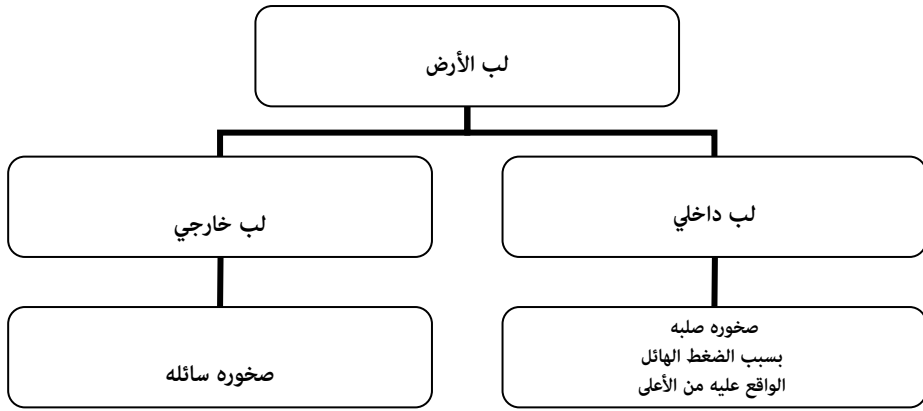 لب الأرض
لب داخلي
لب خارجي
صخوره صلبه
بسبب الضغط الهائل
الواقع عليه من الأعلى
صخوره سائله